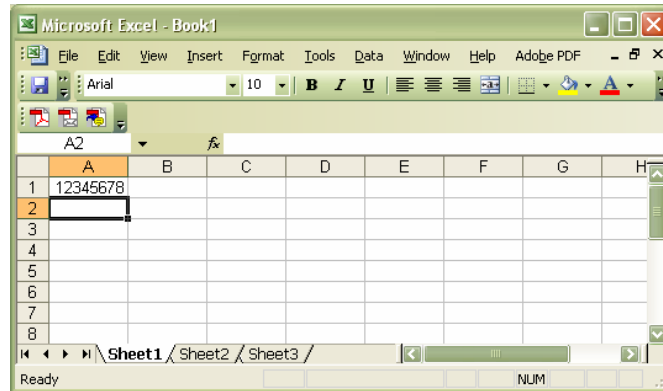 Microsoft Excel - Book1
File Edit View Insert Format Tools Data Window Help Adobe PDF
Arial 10 B I U A
A2 fx
A B C D E F G H
1 12345678
2
3
4
5
6
7
8
Sheet1 Sheet2 Sheet3
Ready NUM